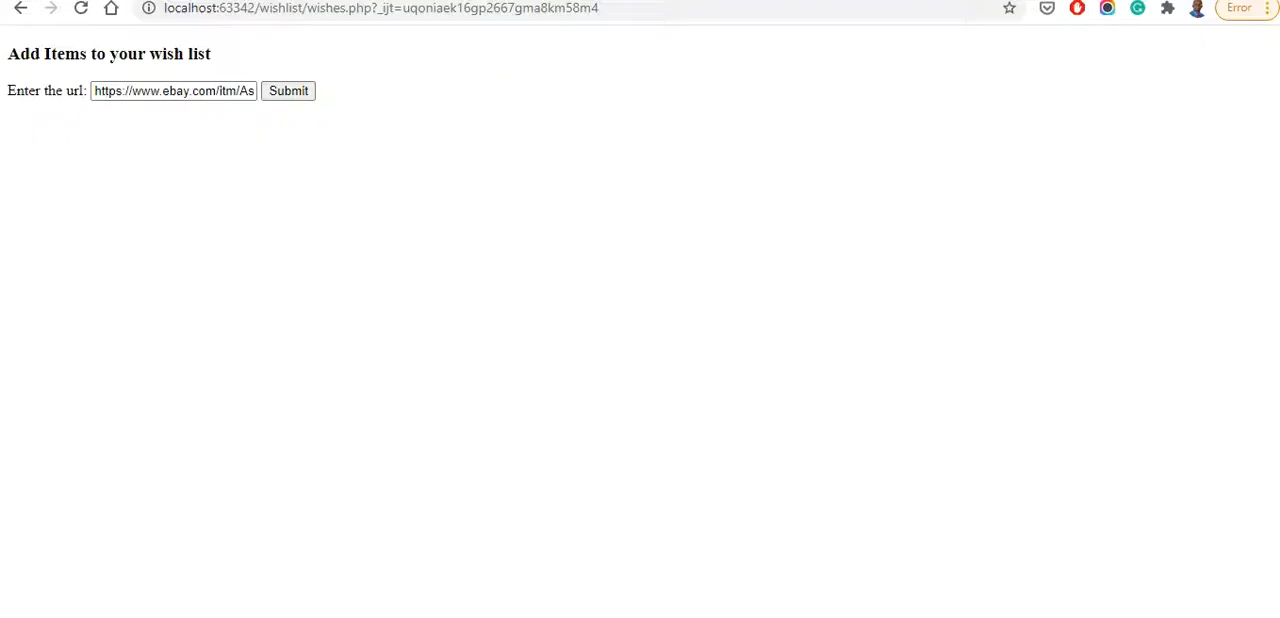 localhost:63342/wishlist/wishes.php?_ijt=uqoniaek16gp2667gma8km58m4
Error
Add Items to your wish list
Enter the url: https://www.ebay.com/itm/As Submit